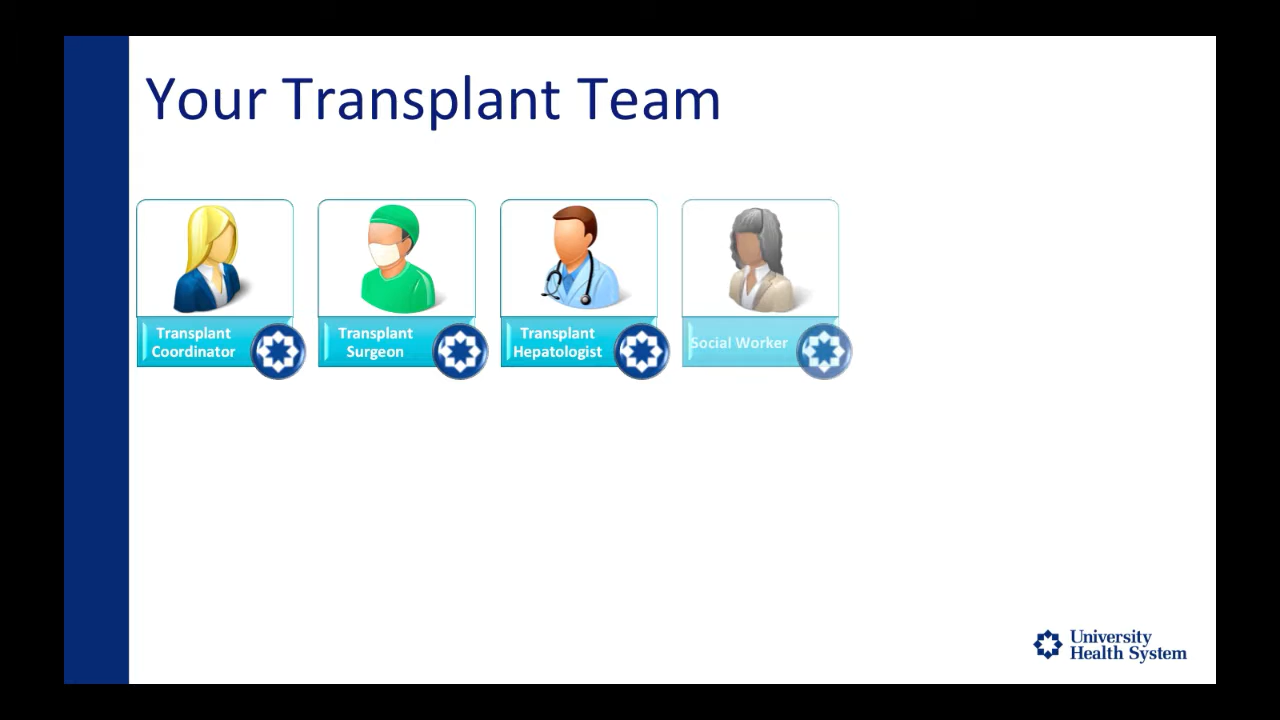 Your Transplant Team
Transplant
Coordinator
Transplant
Surgeon
Transplant
Hepatologist
Social Worker
University
Health System